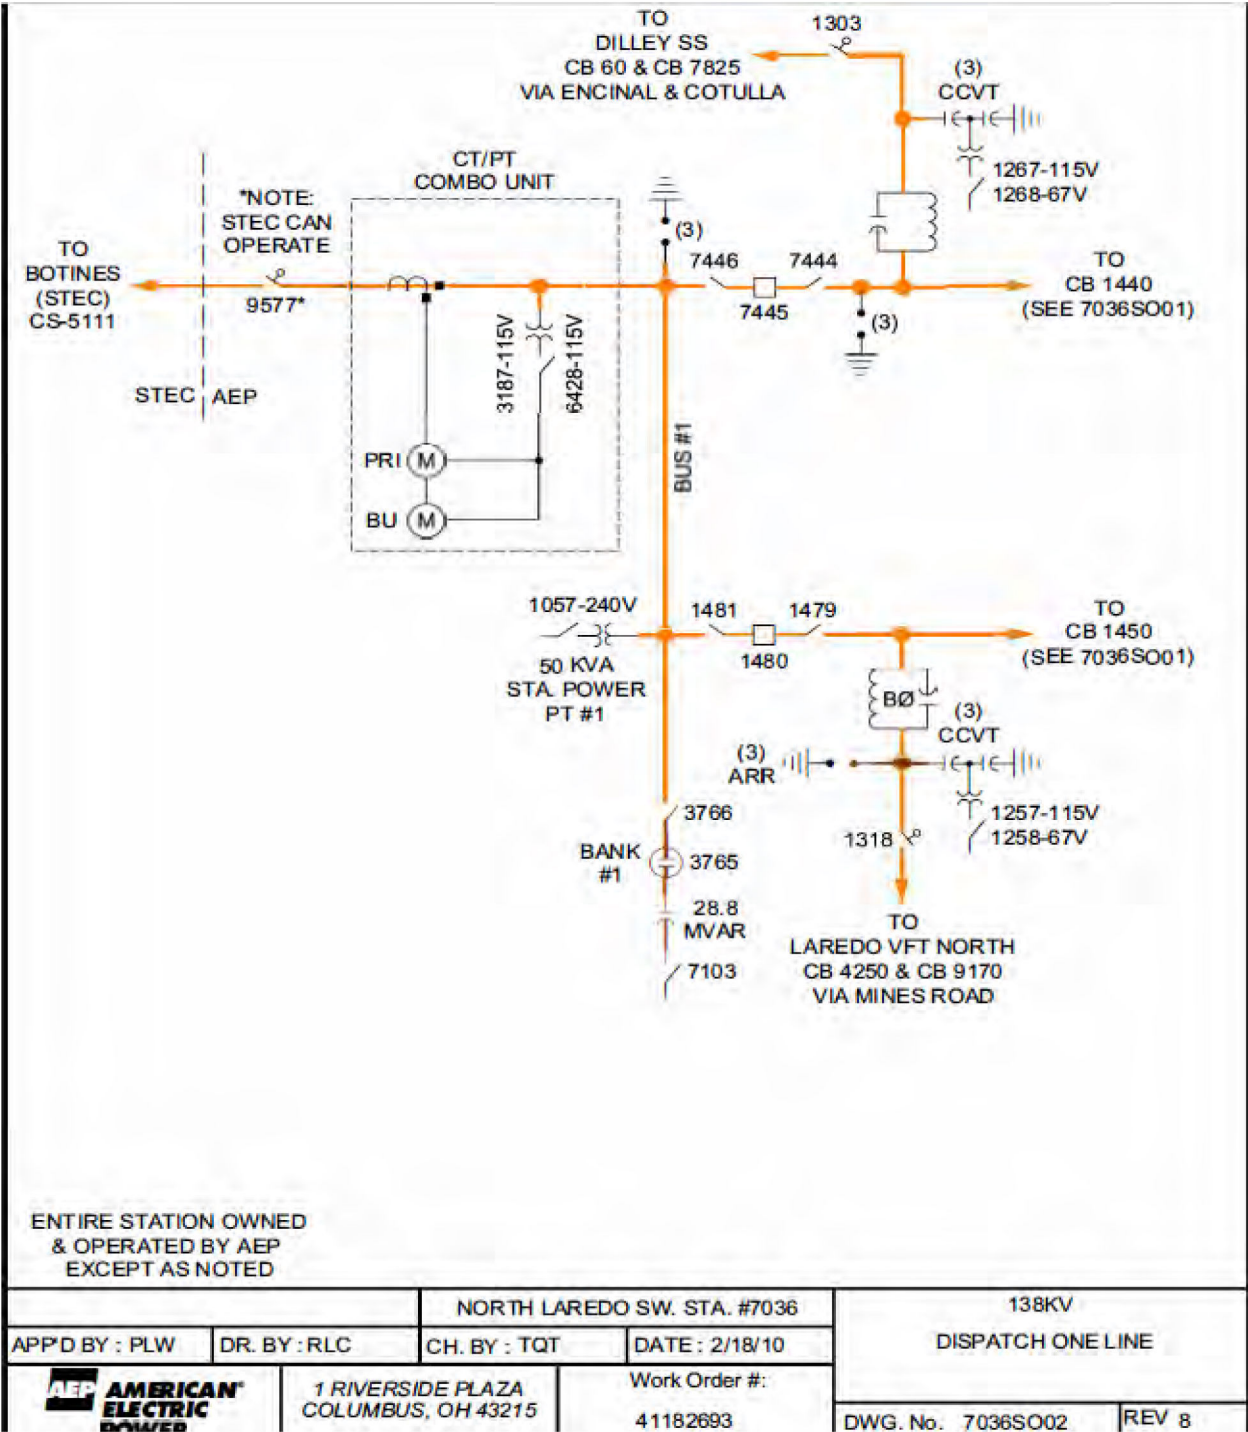 TO
DILLEY SS
CB 60 & CB 7825
VIA ENCINAL & COTULLA
1303
(3)
CCVT
1267-115V
1268-67V
CT/PT
COMBO UNIT
*NOTE:
STEC CAN
OPERATE
TO
BOTINES
(STEC)
CS-5111
9577*
STEC
AEP
3187-115V
6428-115V
PRI
M
BU
M
(3)
7446
7444
7445
(3)
TO
CB 1440
(SEE 7036SO01)
BUS #1
1057-240V
50 KVA
STA. POWER
PT #1
1481
1479
1480
TO
CB 1450
(SEE 7036SO01)
BØ
(3)
CCVT
(3)
ARR
1257-115V
1258-67V
1318
3766
BANK
#1
3765
28.8
MVAR
7103
TO
LAREDO VFT NORTH
CB 4250 & CB 9170
VIA MINES ROAD
ENTIRE STATION OWNED
& OPERATED BY AEP
EXCEPT AS NOTED
NORTH LAREDO SW. STA. #7036
138KV
DISPATCH ONE LINE
APP'D BY : PLW
DR. BY : RLC
CH. BY : TQT
DATE : 2/18/10
AEP AMERICAN®
ELECTRIC
POWER
1 RIVERSIDE PLAZA
COLUMBUS, OH 43215
Work Order #:
41182693
DWG. No. 7036SO02
REV 8